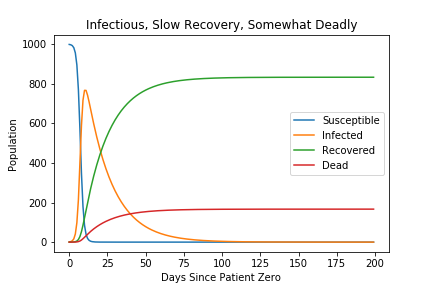 Infectious, Slow Recovery, Somewhat Deadly
1000
800
600
400
200
0
Population
Susceptible
Infected
Recovered
Dead
0 25 50 75 100 125 150 175 200
Days Since Patient Zero